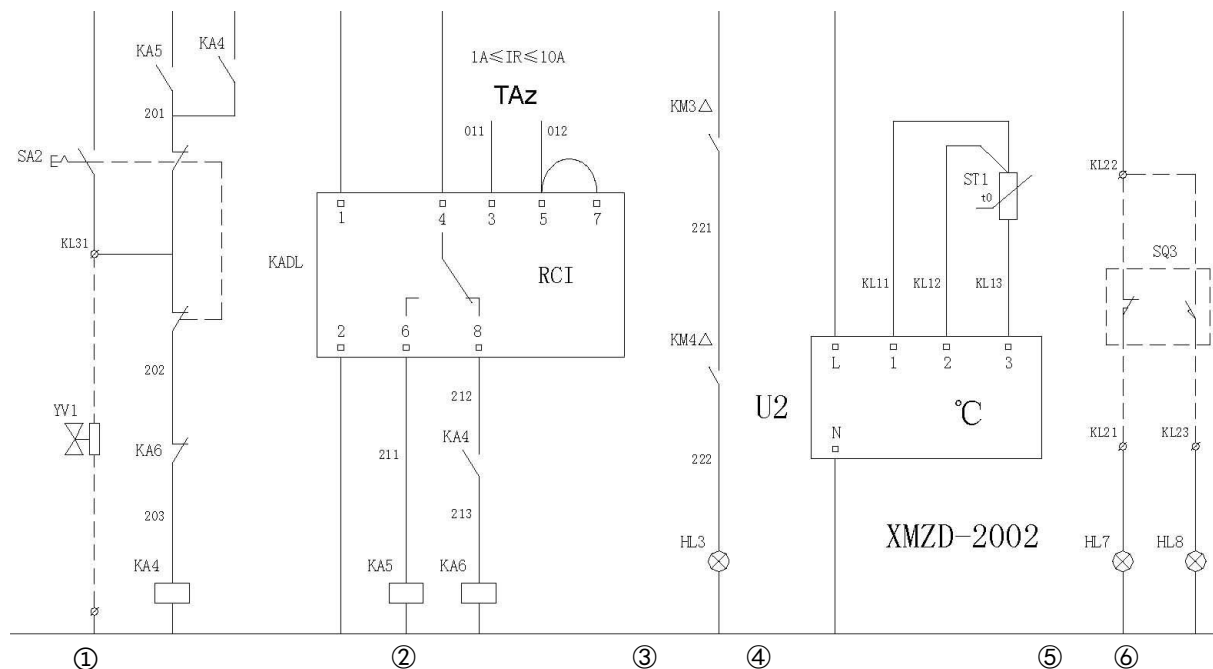 KA5
KA4
1A≤IR≤10A
TAz
KM3△
201
011
012
SA2
KL22
ST1
t0
1
4
3
5
7
221
KL31
KADL
RCI
SQ3
KL11
KL12
KL13
2
6
8
KM4△
L
1
2
3
202
212
YV1
U2
℃
KA4
N
KL21
KL23
KA6
211
222
203
213
XMZD-2002
HL3
HL7
HL8
KA4
KA5
KA6
① ② ③ ④ ⑤ ⑥